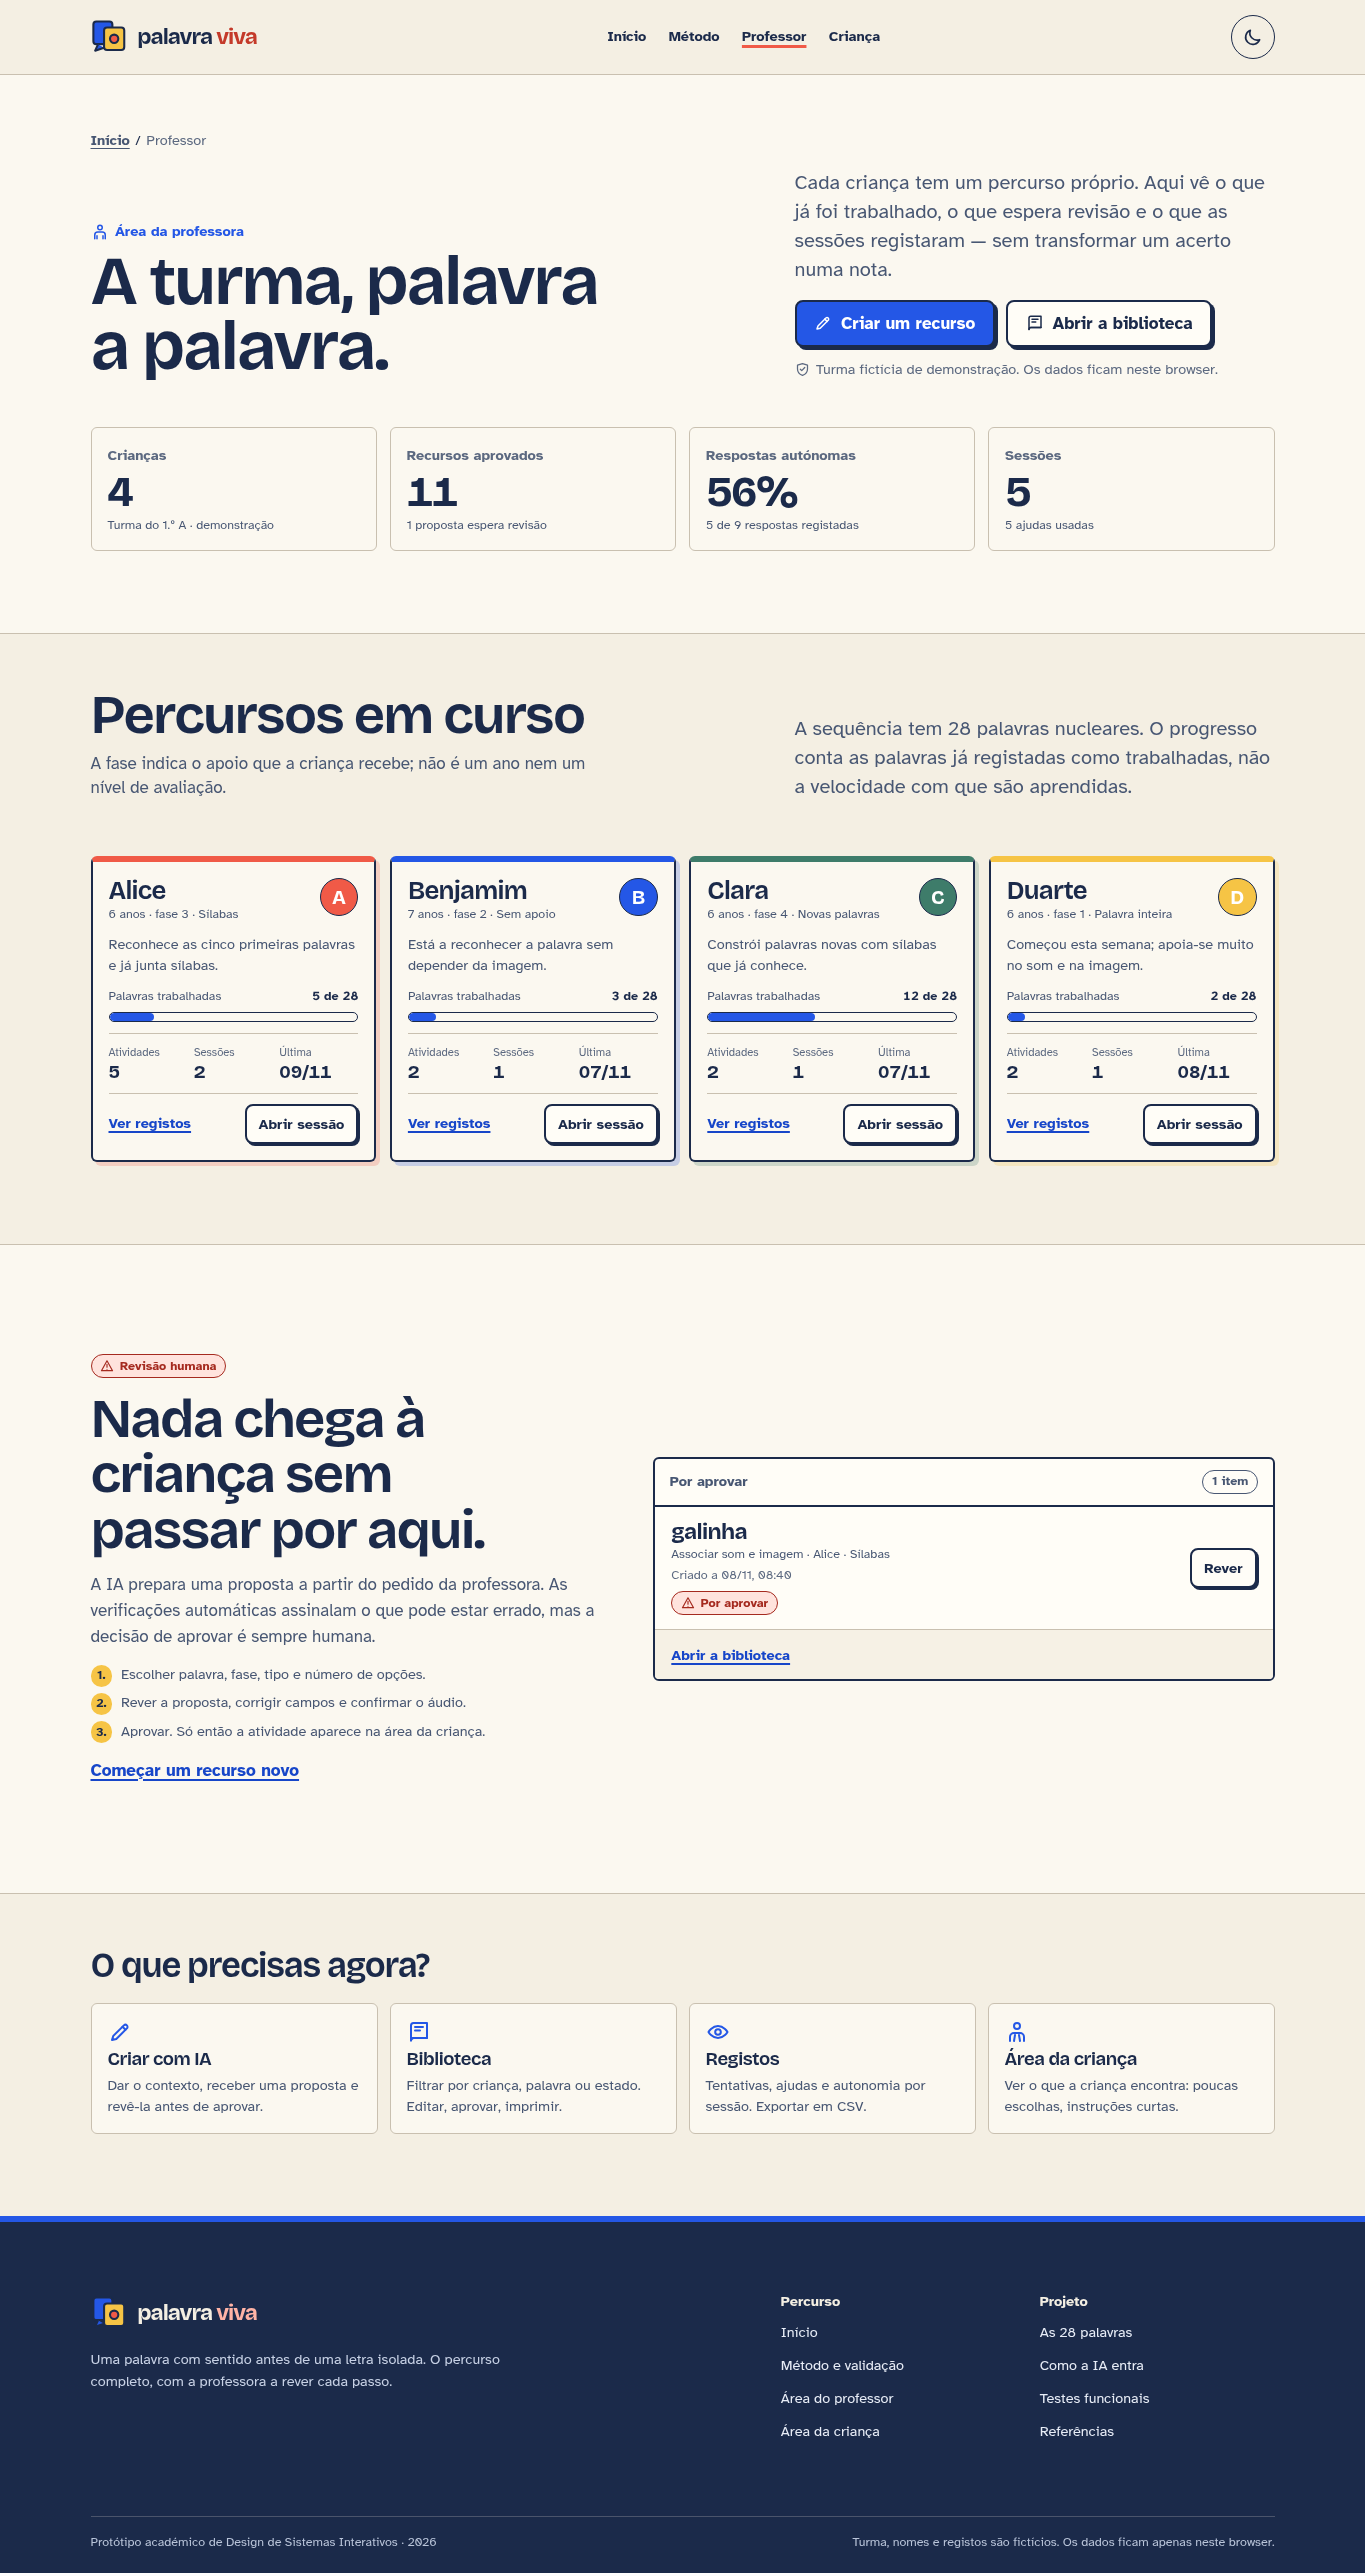 palavra viva
Início Método Professor Criança
Início / Professor
Área da professora
A turma, palavra
a palavra.
Cada criança tem um percurso próprio. Aqui vê o que
já foi trabalhado, o que espera revisão e o que as
sessões registaram — sem transformar um acerto
numa nota.
Criar um recurso
Abrir a biblioteca
Turma fictícia de demonstração. Os dados ficam neste browser.
Crianças
4
Turma do 1.º A · demonstração
Recursos aprovados
11
1 proposta espera revisão
Respostas autónomas
56%
5 de 9 respostas registadas
Sessões
5
5 ajudas usadas
Percursos em curso
A fase indica o apoio que a criança recebe; não é um ano nem um
nível de avaliação.
A sequência tem 28 palavras nucleares. O progresso
conta as palavras já registadas como trabalhadas, não
a velocidade com que são aprendidas.
Alice
A
6 anos · fase 3 · Sílabas
Reconhece as cinco primeiras palavras
e já junta sílabas.
Palavras trabalhadas 5 de 28
Atividades Sessões Última
5 2 09/11
Ver registos Abrir sessão
Benjamim
B
7 anos · fase 2 · Sem apoio
Está a reconhecer a palavra sem
depender da imagem.
Palavras trabalhadas 3 de 28
Atividades Sessões Última
2 1 07/11
Ver registos Abrir sessão
Clara
C
6 anos · fase 4 · Novas palavras
Constrói palavras novas com sílabas
que já conhece.
Palavras trabalhadas 12 de 28
Atividades Sessões Última
2 1 07/11
Ver registos Abrir sessão
Duarte
D
6 anos · fase 1 · Palavra inteira
Começou esta semana; apoia-se muito
no som e na imagem.
Palavras trabalhadas 2 de 28
Atividades Sessões Última
2 1 08/11
Ver registos Abrir sessão
Revisão humana
Nada chega à
criança sem
passar por aqui.
A IA prepara uma proposta a partir do pedido da professora. As
verificações automáticas assinalam o que pode estar errado, mas a
decisão de aprovar é sempre humana.
1. Escolher palavra, fase, tipo e número de opções.
2. Rever a proposta, corrigir campos e confirmar o áudio.
3. Aprovar. Só então a atividade aparece na área da criança.
Começar um recurso novo
Por aprovar 1 item
galinha
Associar som e imagem · Alice · Sílabas
Criado a 08/11, 08:40
Por aprovar
Rever
Abrir a biblioteca
O que precisas agora?
Criar com IA
Dar o contexto, receber uma proposta e
revê-la antes de aprovar.
Biblioteca
Filtrar por criança, palavra ou estado.
Editar, aprovar, imprimir.
Registos
Tentativas, ajudas e autonomia por
sessão. Exportar em CSV.
Área da criança
Ver o que a criança encontra: poucas
escolhas, instruções curtas.
palavra viva
Uma palavra com sentido antes de uma letra isolada. O percurso
completo, com a professora a rever cada passo.
Percurso
Início
Método e validação
Área do professor
Área da criança
Projeto
As 28 palavras
Como a IA entra
Testes funcionais
Referências
Protótipo académico de Design de Sistemas Interativos · 2026
Turma, nomes e registos são fictícios. Os dados ficam apenas neste browser.